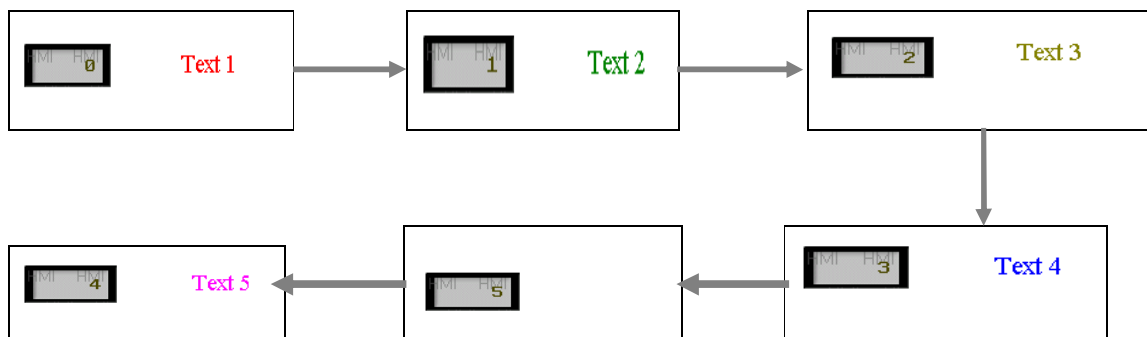 HMI HMI
0
Text 1
HMI HMI
1
Text 2
HMI HMI
2
Text 3
HMI HMI
3
Text 4
HMI HMI
5
HMI HMI
4
Text 5